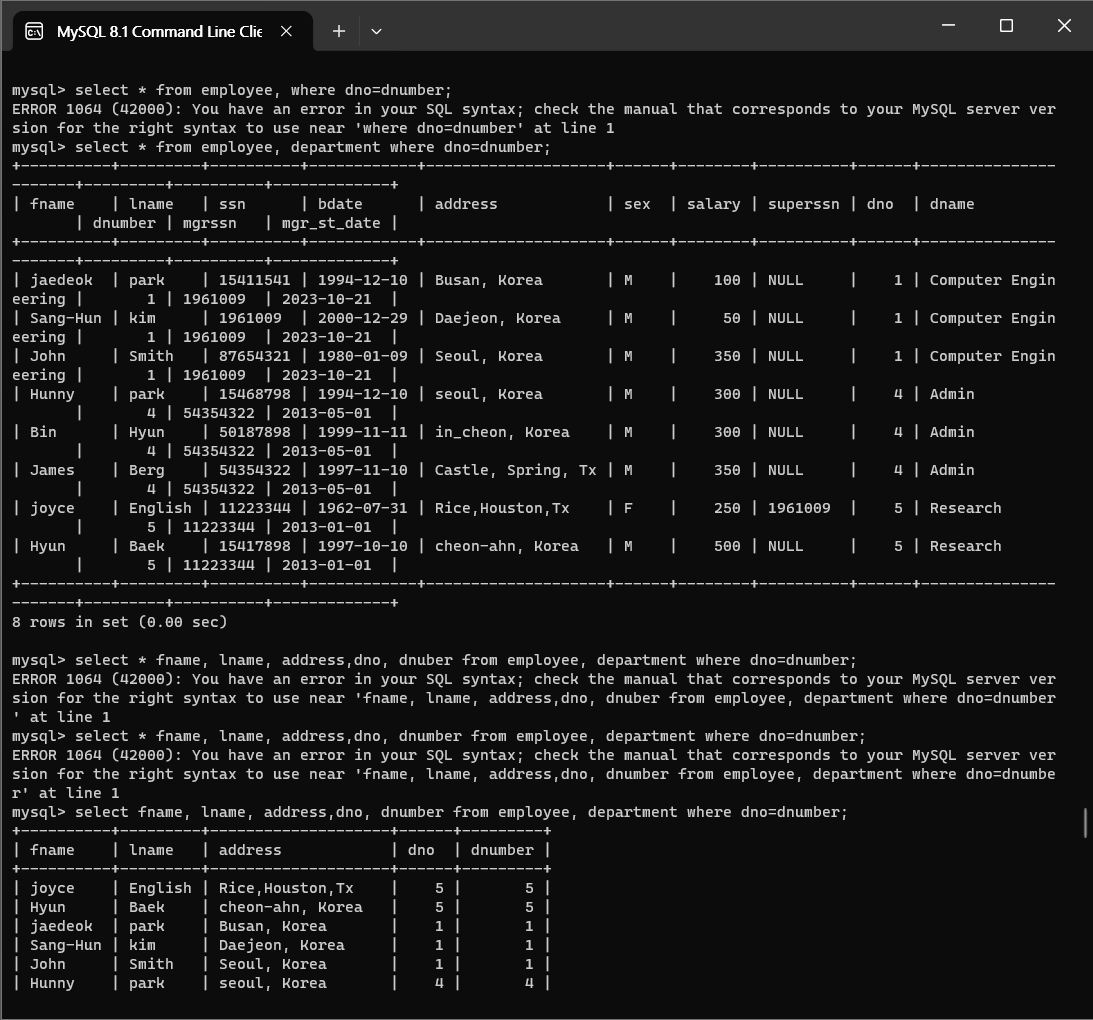 MySQL 8.1 Command Line Clie
mysql> select * from employee, where dno=dnumber;
ERROR 1064 (42000): You have an error in your SQL syntax; check the manual that corresponds to your MySQL server ver
sion for the right syntax to use near 'where dno=dnumber' at line 1
mysql> select * from employee, department where dno=dnumber;
+----------+---------+----------+------------+--------------------+------+--------+----------+------+---------------
-------+---------+----------+-------------+
| fname    | lname   | ssn      | bdate      | address            | sex  | salary | superssn | dno  | dname
       | dnumber | mgrssn   | mgr_st_date |
+----------+---------+----------+------------+--------------------+------+--------+----------+------+---------------
-------+---------+----------+-------------+
| jaedeok  | park    | 15411541 | 1994-12-10 | Busan, Korea       | M    |    100 | NULL     |    1 | Computer Engin
eering |       1 | 1961009  | 2023-10-21  |
| Sang-Hun | kim     | 1961009  | 2000-12-29 | Daejeon, Korea     | M    |     50 | NULL     |    1 | Computer Engin
eering |       1 | 1961009  | 2023-10-21  |
| John     | Smith   | 87654321 | 1980-01-09 | Seoul, Korea       | M    |    350 | NULL     |    1 | Computer Engin
eering |       1 | 1961009  | 2023-10-21  |
| Hunny    | park    | 15468798 | 1994-12-10 | seoul, Korea       | M    |    300 | NULL     |    4 | Admin
       |       4 | 54354322 | 2013-05-01  |
| Bin      | Hyun    | 50187898 | 1999-11-11 | in_cheon, Korea    | M    |    300 | NULL     |    4 | Admin
       |       4 | 54354322 | 2013-05-01  |
| James    | Berg    | 54354322 | 1997-11-10 | Castle, Spring, Tx | M    |    350 | NULL     |    4 | Admin
       |       4 | 54354322 | 2013-05-01  |
| joyce    | English | 11223344 | 1962-07-31 | Rice,Houston,Tx    | F    |    250 | 1961009  |    5 | Research
       |       5 | 11223344 | 2013-01-01  |
| Hyun     | Baek    | 15417898 | 1997-10-10 | cheon-ahn, Korea   | M    |    500 | NULL     |    5 | Research
       |       5 | 11223344 | 2013-01-01  |
+----------+---------+----------+------------+--------------------+------+--------+----------+------+---------------
-------+---------+----------+-------------+
8 rows in set (0.00 sec)
mysql> select * fname, lname, address,dno, dnuber from employee, department where dno=dnumber;
ERROR 1064 (42000): You have an error in your SQL syntax; check the manual that corresponds to your MySQL server ver
sion for the right syntax to use near 'fname, lname, address,dno, dnuber from employee, department where dno=dnumber
' at line 1
mysql> select * fname, lname, address,dno, dnumber from employee, department where dno=dnumber;
ERROR 1064 (42000): You have an error in your SQL syntax; check the manual that corresponds to your MySQL server ver
sion for the right syntax to use near 'fname, lname, address,dno, dnumber from employee, department where dno=dnumbe
r' at line 1
mysql> select fname, lname, address,dno, dnumber from employee, department where dno=dnumber;
+----------+---------+--------------------+------+---------+
| fname    | lname   | address            | dno  | dnumber |
+----------+---------+--------------------+------+---------+
| joyce    | English | Rice,Houston,Tx    |    5 |       5 |
| Hyun     | Baek    | cheon-ahn, Korea   |    5 |       5 |
| jaedeok  | park    | Busan, Korea       |    1 |       1 |
| Sang-Hun | kim     | Daejeon, Korea     |    1 |       1 |
| John     | Smith   | Seoul, Korea       |    1 |       1 |
| Hunny    | park    | seoul, Korea       |    4 |       4 |